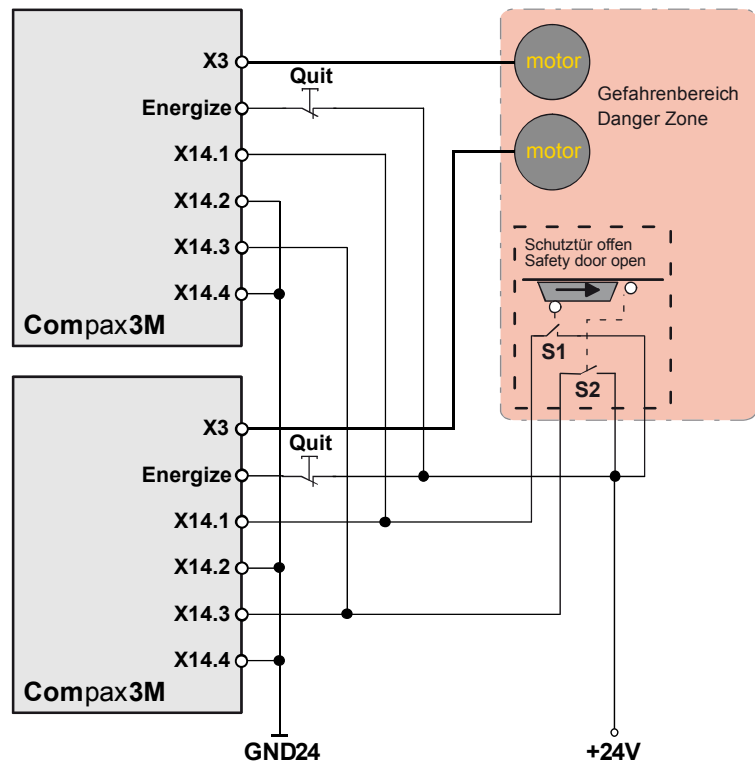 X3
Energize
X14.1
X14.2
X14.3
X14.4
Compax3M
Quit
motor
motor
Gefahrenbereich
Danger Zone
Schutztür offen
Safety door open
S1
S2
X3
Energize
X14.1
X14.2
X14.3
X14.4
Compax3M
Quit
GND24
+24V